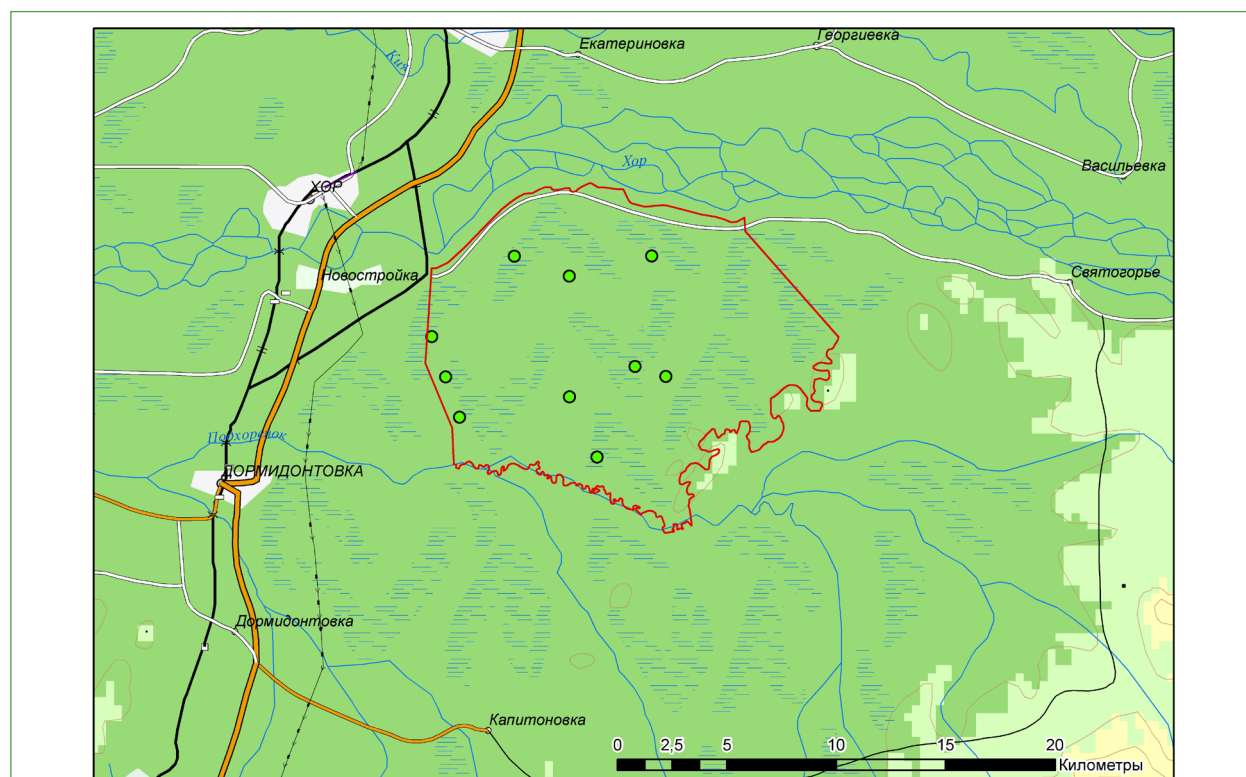 Георгиевка
Екатериновка
Кия
Хор
Васильевка
ХОР
Святогорье
Новостройка
Подхоренок
ДОРМИДОНТОВКА
Дормидонтовка
Капитоновка
0 2,5 5 10 15 20
Километры